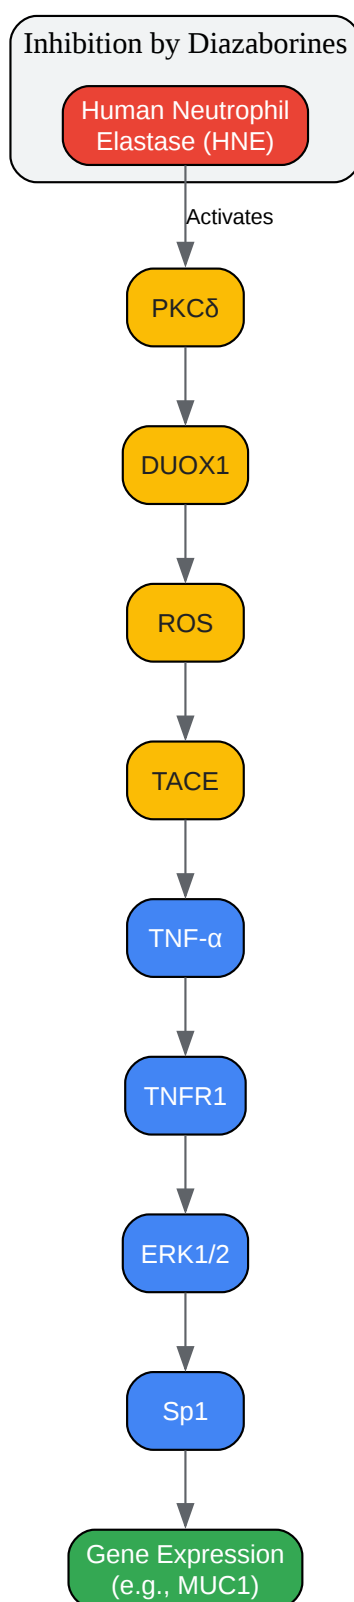 Inhibition by Diazaborines
Human Neutrophil
Elastase (HNE)
Activates
PKCδ
DUOX1
ROS
TACE
TNF-α
TNFR1
ERK1/2
Sp1
Gene Expression
(e.g., MUC1)